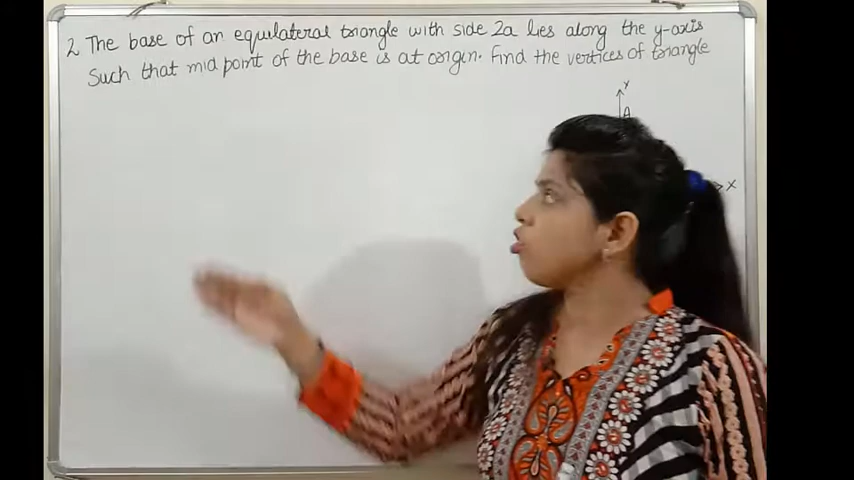 2. The base of an equilateral triangle with side 2a lies along the y-axis
Such that mid point of the base is at origin. Find the vertices of triangle
Y
A
X